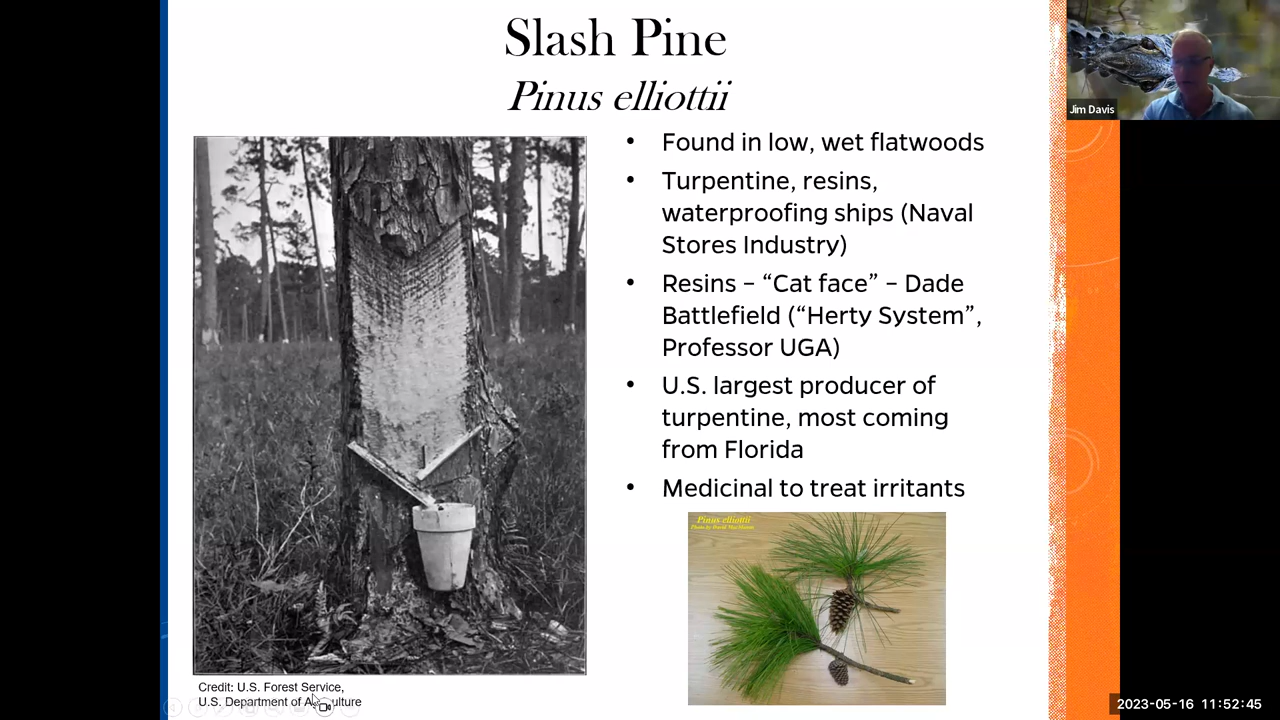 Slash Pine
Pinus elliottii
• Found in low, wet flatwoods
• Turpentine, resins,
waterproofing ships (Naval
Stores Industry)
• Resins – “Cat face” – Dade
Battlefield (“Herty System”,
Professor UGA)
• U.S. largest producer of
turpentine, most coming
from Florida
• Medicinal to treat irritants
Pinus elliottii
Credit: U.S. Forest Service,
U.S. Department of
Jim Davis
2023-05-16 11:52:45